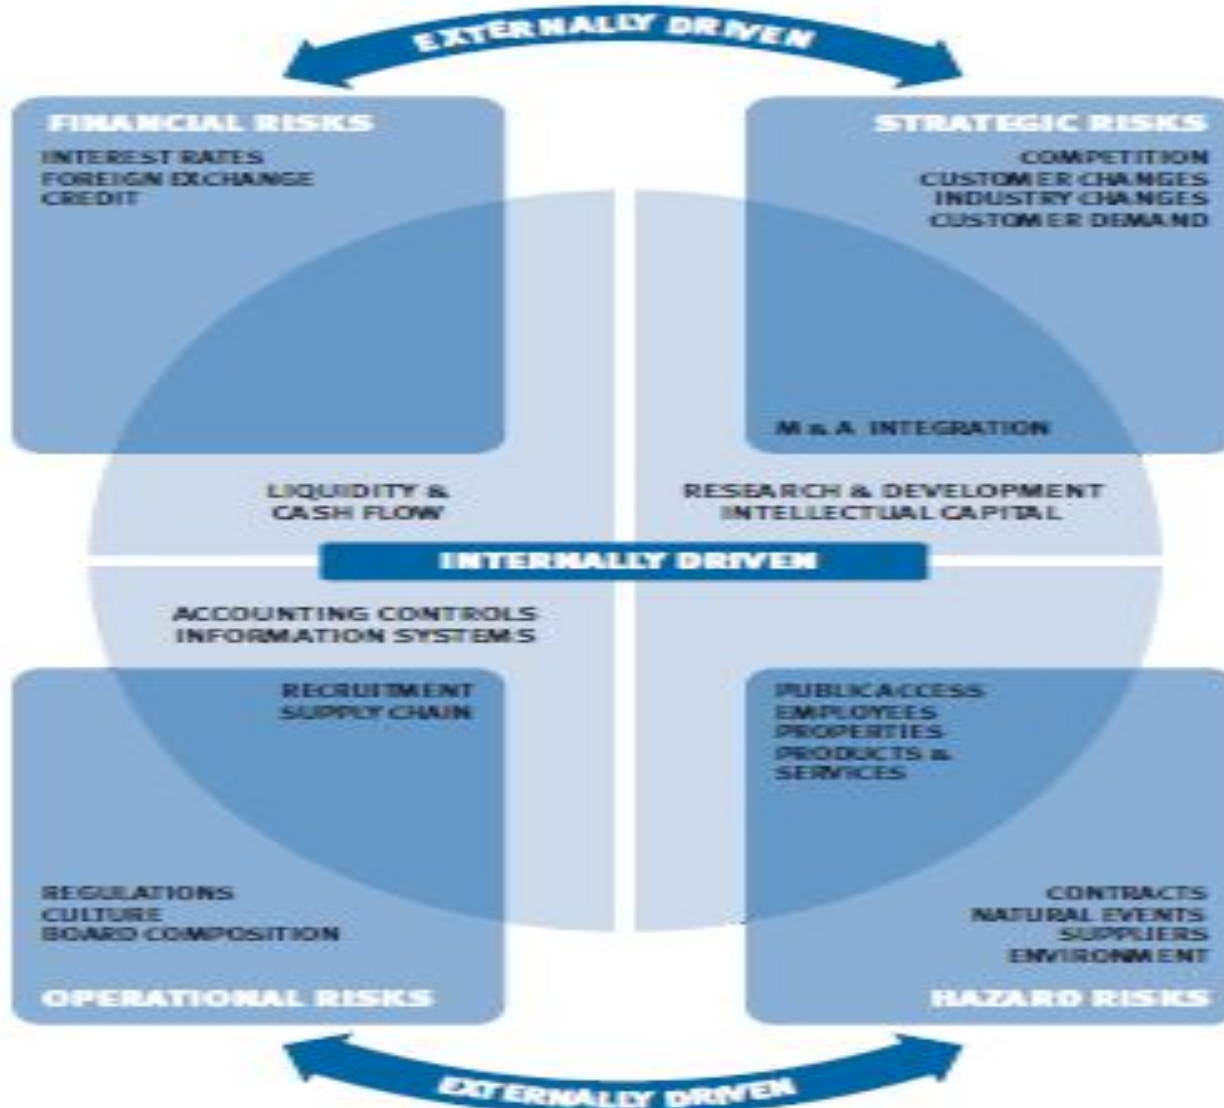 EXTERNALLY DRIVEN
FINANCIAL RISKS
INTEREST RATES
FOREIGN EXCHANGE
CREDIT
STRATEGIC RISKS
COMPETITION
CUSTOMER CHANGES
INDUSTRY CHANGES
CUSTOMER DEMAND
M & A INTEGRATION
LIQUIDITY &
CASH FLOW
RESEARCH & DEVELOPMENT
INTELLECTUAL CAPITAL
INTERNALLY DRIVEN
ACCOUNTING CONTROLS
INFORMATION SYSTEMS
RECRUITMENT
SUPPLY CHAIN
REGULATIONS
CULTURE
BOARD COMPOSITION
OPERATIONAL RISKS
PUBLIC ACCESS
EMPLOYEES
PROPERTIES
PRODUCTS &
SERVICES
CONTRACTS
NATURAL EVENTS
SUPPLIERS
ENVIRONMENT
HAZARD RISKS
EXTERNALLY DRIVEN